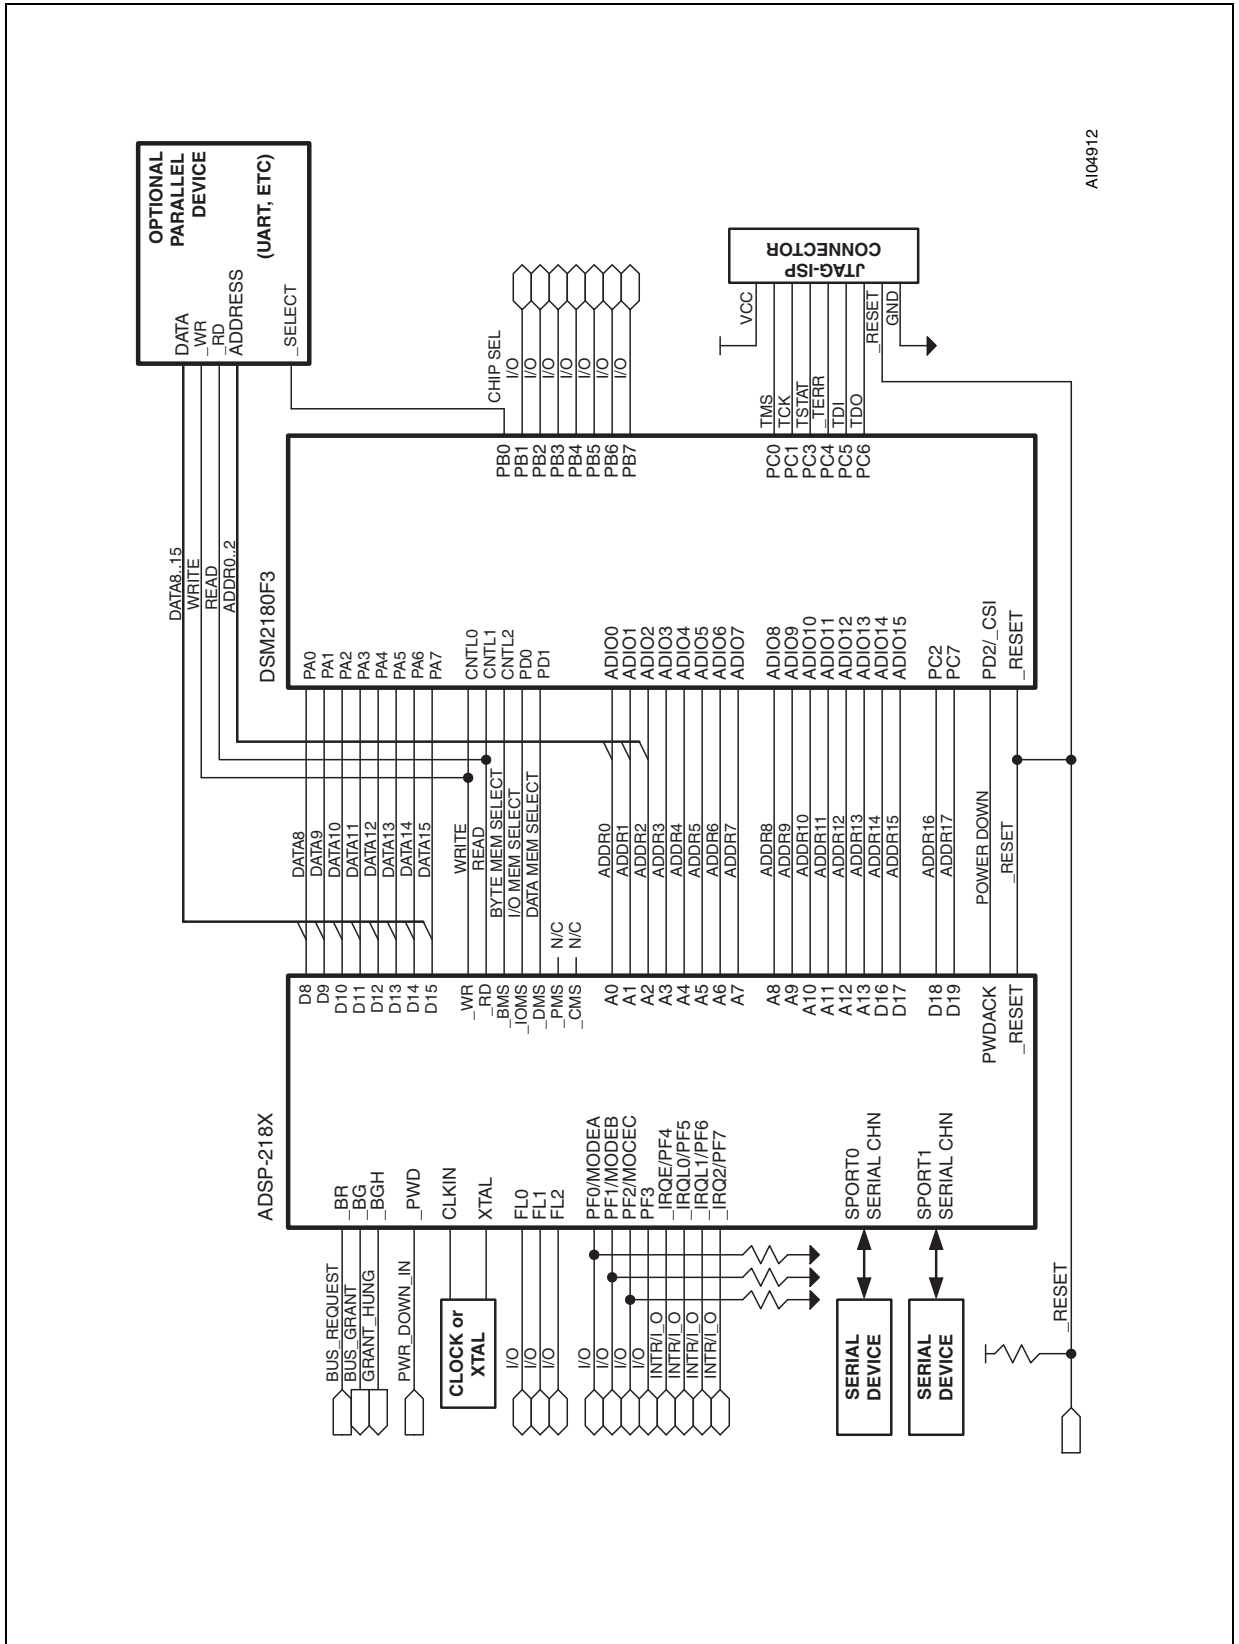 OPTIONAL
PARALLEL
DEVICE
(UART, ETC)
DATA
_WR
_RD
ADDRESS
_SELECT
DATA8..15
WRITE
READ
ADDR0..2
ADSP-218X
_BR
_BG
_BGH
_PWD
CLKIN
XTAL
FL0
FL1
FL2
PF0/MODEA
PF1/MODEB
PF2/MOCEC
PF3
_IRQE/PF4
_IRQL0/PF5
_IRQL1/PF6
_IRQ2/PF7
SPORT0
SERIAL CHN
SPORT1
SERIAL CHN
BUS_REQUEST
BUS_GRANT
GRANT_HUNG
PWR_DOWN_IN
CLOCK or
XTAL
I/O
I/O
I/O
I/O
I/O
I/O
I/O
INTR/I_O
INTR/I_O
INTR/I_O
INTR/I_O
SERIAL
DEVICE
SERIAL
DEVICE
_RESET
D8
D9
D10
D11
D12
D13
D14
D15
_WR
_RD
_BMS
_IOMS
_DMS
_PMS
_CMS
A0
A1
A2
A3
A4
A5
A6
A7
A8
A9
A10
A11
A12
A13
D16
D17
D18
D19
PWDACK
_RESET
DATA8
DATA9
DATA10
DATA11
DATA12
DATA13
DATA14
DATA15
WRITE
READ
BYTE MEM SELECT
I/O MEM SELECT
DATA MEM SELECT
N/C
N/C
ADDR0
ADDR1
ADDR2
ADDR3
ADDR4
ADDR5
ADDR6
ADDR7
ADDR8
ADDR9
ADDR10
ADDR11
ADDR12
ADDR13
ADDR14
ADDR15
ADDR16
ADDR17
POWER DOWN
_RESET
DSM2180F3
PA0
PA1
PA2
PA3
PA4
PA5
PA6
PA7
CNTL0
CNTL1
CNTL2
PD0
PD1
ADIO0
ADIO1
ADIO2
ADIO3
ADIO4
ADIO5
ADIO6
ADIO7
ADIO8
ADIO9
ADIO10
ADIO11
ADIO12
ADIO13
ADIO14
ADIO15
PC2
PC7
PD2/_CSI
_RESET
PB0
PB1
PB2
PB3
PB4
PB5
PB6
PB7
PC0
PC1
PC3
PC4
PC5
PC6
CHIP SEL
I/O
I/O
I/O
I/O
I/O
I/O
I/O
TMS
TCK
TSTAT
_TERR
TDI
TDO
VCC
_RESET
GND
JTAG-ISP
CONNECTOR
AI04912